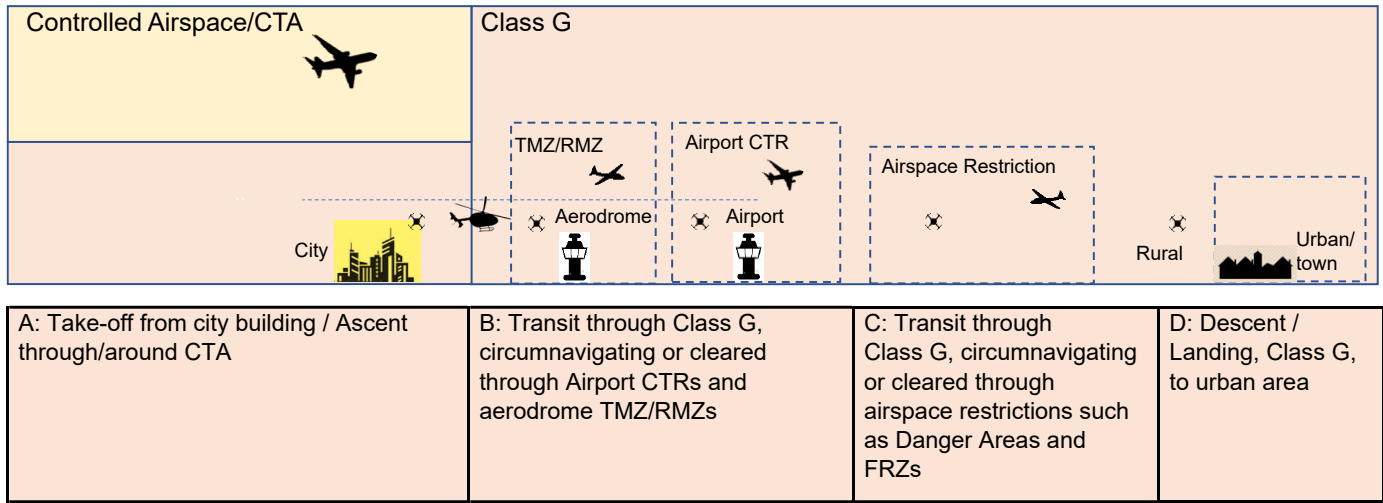 Controlled Airspace/CTA
Class G
TMZ/RMZ
Airport CTR
Airspace Restriction
Aerodrome
Airport
City
Rural
Urban/
town
A: Take-off from city building / Ascent
through/around CTA
B: Transit through Class G,
circumnavigating or cleared
through Airport CTRs and
aerodrome TMZ/RMZs
C: Transit through
Class G, circumnavigating
or cleared through
airspace restrictions such
as Danger Areas and
FRZs
D: Descent /
Landing, Class G,
to urban area